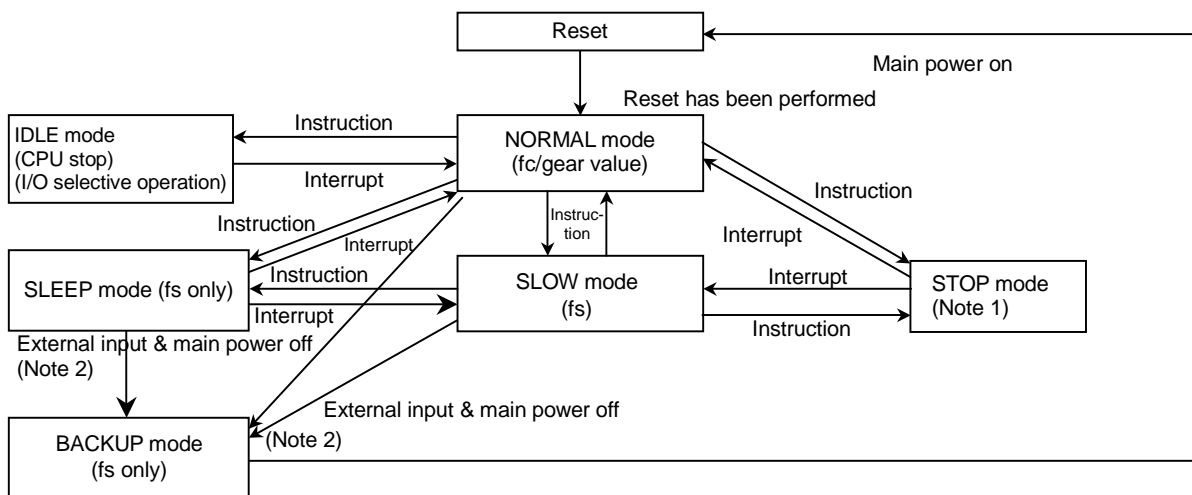 Reset
Main power on
Reset has been performed
IDLE mode
(CPU stop)
(I/O selective operation)
Instruction
Interrupt
NORMAL mode
(fc/gear value)
Instruction
Interrupt
Instruction
Interrupt
Instruc-
tion
Instruction
Interrupt
SLEEP mode (fs only)
SLOW mode
(fs)
Interrupt
Instruction
STOP mode
(Note 1)
External input & main power off
(Note 2)
External input & main power off
(Note 2)
BACKUP mode
(fs only)